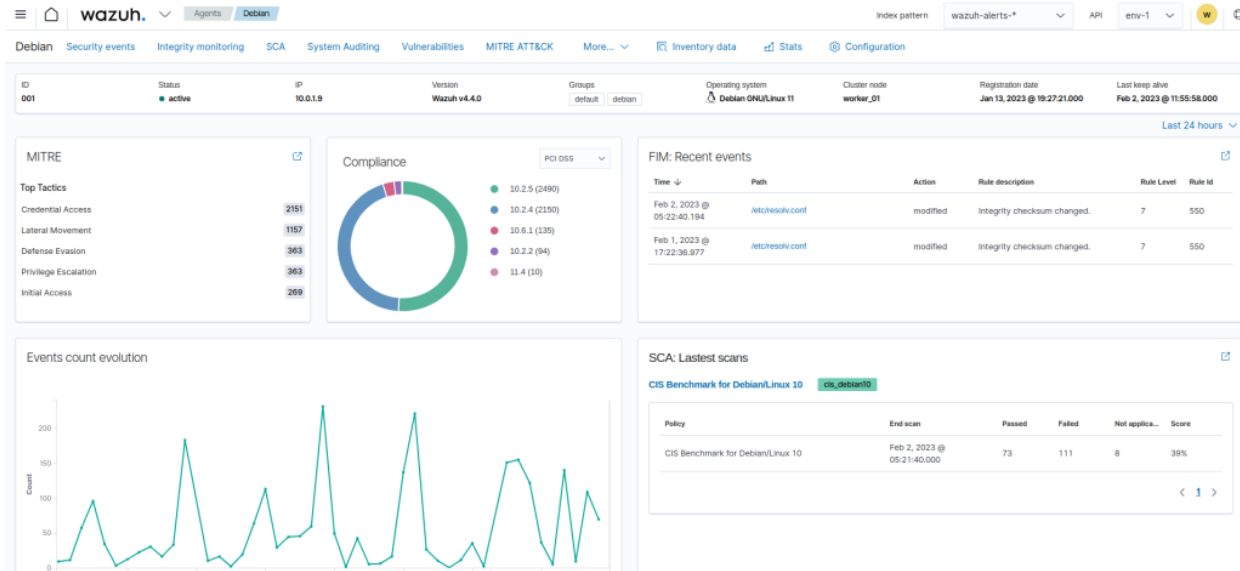 wazuh. Agents Debian Index pattern wazuh-alerts-* API env-1 W
Debian Security events Integrity monitoring SCA System Auditing Vulnerabilities MITRE ATT&CK More... Inventory data Stats Configuration
ID Status IP Version Groups Operating system Cluster node Registration date Last keep alive
001 active 10.0.1.9 Wazuh v4.4.0 default debian Debian GNU/Linux 11 worker_01 Jan 13, 2023 @ 19:27:21.000 Feb 2, 2023 @ 11:55:58.000
Last 24 hours
MITRE
Top Tactics
Credential Access 2151
Lateral Movement 1157
Defense Evasion 363
Privilege Escalation 363
Initial Access 269
Compliance PCI DSS
10.2.5 (2490)
10.2.4 (2150)
10.6.1 (135)
10.2.2 (94)
11.4 (10)
FIM: Recent events
Time Path Action Rule description Rule Level Rule Id
Feb 2, 2023 @
05:22:40.194 /etc/resolv.conf modified Integrity checksum changed. 7 550
Feb 1, 2023 @
17:22:36.977 /etc/resolv.conf modified Integrity checksum changed. 7 550
Events count evolution
Count
200
150
100
50
0
SCA: Lastest scans
CIS Benchmark for Debian/Linux 10 cis_debian10
Policy End scan Passed Failed Not applica... Score
CIS Benchmark for Debian/Linux 10 Feb 2, 2023 @
05:21:40.000 73 111 8 39%
1